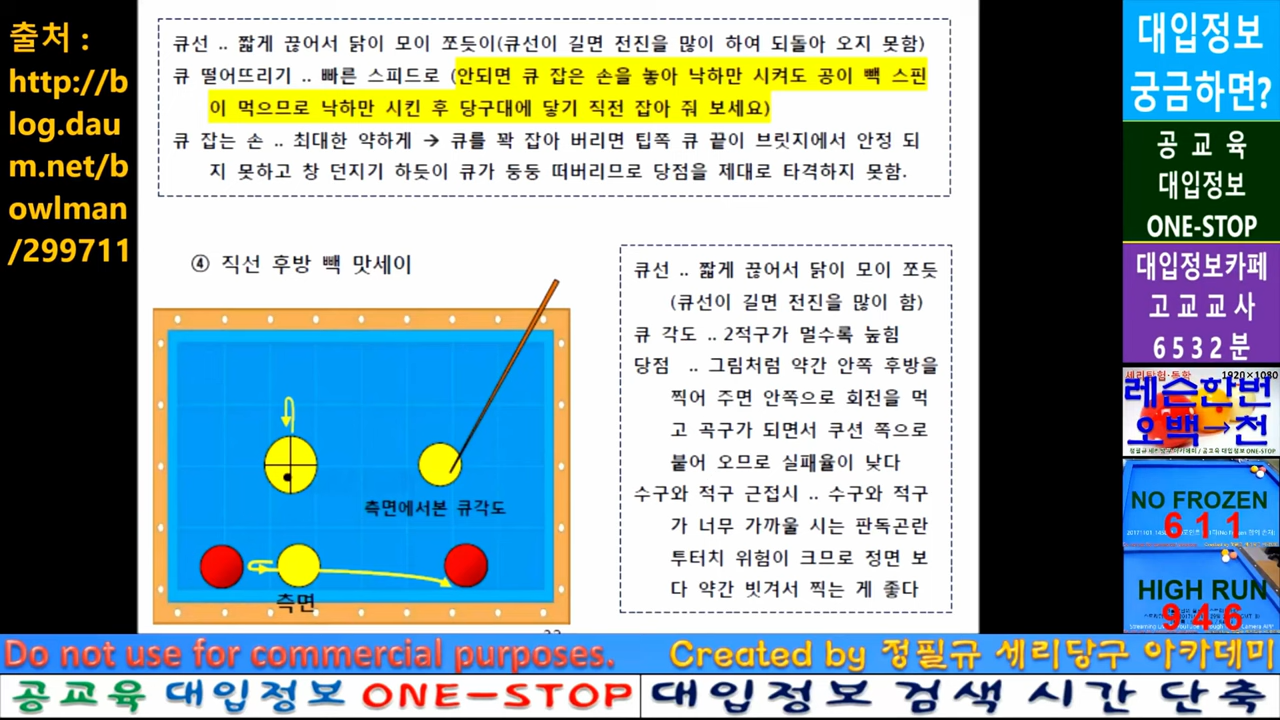 출처 :
http://b
log.dau
m.net/b
owlman
/299711
큐선 .. 짧게 끊어서 닭이 모이 쪼듯이(큐선이 길면 전진을 많이 하여 되돌아 오지 못함)
큐 떨어뜨리기 .. 빠른 스피드로 (안되면 큐 잡은 손을 놓아 낙하만 시켜도 공이 빽 스핀
이 먹으므로 낙하만 시킨 후 당구대에 닿기 직전 잡아 줘 보세요)
큐 잡는 손 .. 최대한 약하게 → 큐를 꽉 잡아 버리면 팁쪽 큐 끝이 브릿지에서 안정 되
지 못하고 창 던지기 하듯이 큐가 둥둥 떠버리므로 당점을 제대로 타격하지 못함.
④ 직선 후방 빽 맛세이
측면에서본 큐각도
측면
큐선 .. 짧게 끊어서 닭이 모이 쪼듯
(큐선이 길면 전진을 많이 함)
큐 각도 .. 2적구가 멀수록 눞힘
당점 .. 그림처럼 약간 안쪽 후방을
찍어 주면 안쪽으로 회전을 먹
고 곡구가 되면서 쿠션 쪽으로
붙어 오므로 실패율이 낮다
수구와 적구 근접시 .. 수구와 적구
가 너무 가까울 시는 판독곤란
투터치 위험이 크므로 정면 보
다 약간 빗겨서 찍는 게 좋다
대입정보
궁금하면?
공 교 육
대입정보
ONE-STOP
대입정보카페
고 교 교 사
6 5 3 2 분
1920×1080
레슨한번
오백→천
NO FROZEN
6 1 1
HIGH RUN
9 4 6
Do not use for commercial purposes.
Created by 정필규 세리당구 아카데미
공교육 대입정보 ONE-STOP
대입정보 검색 시간 단축